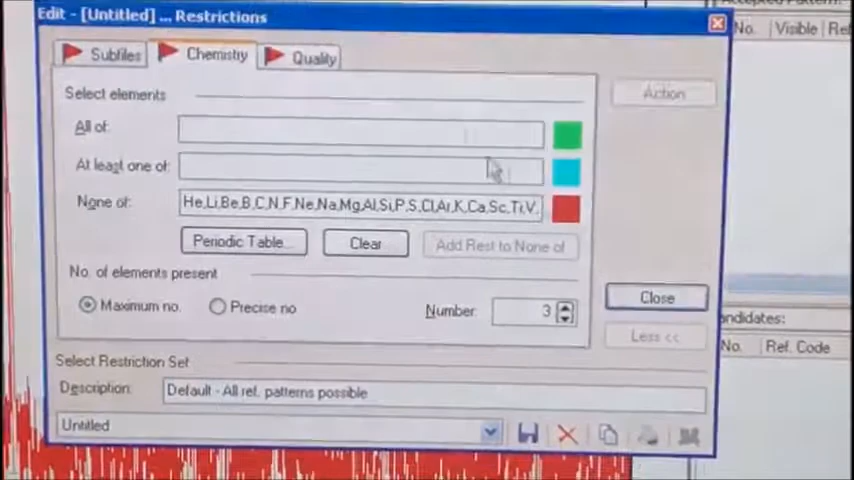 Edit - [Untitled] ... Restrictions
No. Visible Ref
Subfiles Chemistry Quality
Select elements
Action
All of:
At least one of:
None of: He,Li,Be,B,C,N,F,Ne,Na,Mg,Al,Si,P,S,Cl,Ar,K,Ca,Sc,Ti,V,
Periodic Table... Clear Add Rest to None of
No. of elements present
Maximum no. Precise no Number: 3
Close
Less <<
andidates:
No. Ref. Code
Select Restriction Set
Description: Default - All ref. patterns possible
Untitled